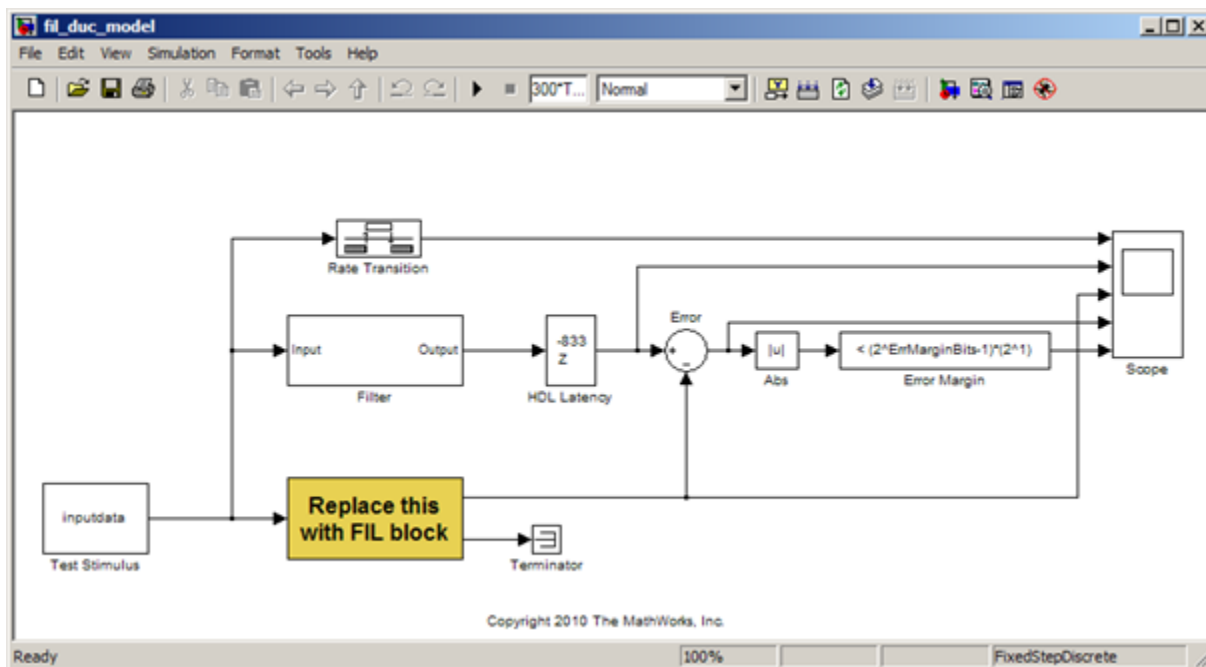 fil_duc_model
File Edit View Simulation Format Tools Help
300*T... Normal
Rate Transition
Input Output
Filter
-833
Z
HDL Latency
Error
+
−
|u|
Abs
< (2^ErrMarginBits-1)*(2^1)
Error Margin
Scope
inputdata
Test Stimulus
Replace this
with FIL block
Terminator
Copyright 2010 The MathWorks, Inc.
Ready 100% FixedStepDiscrete